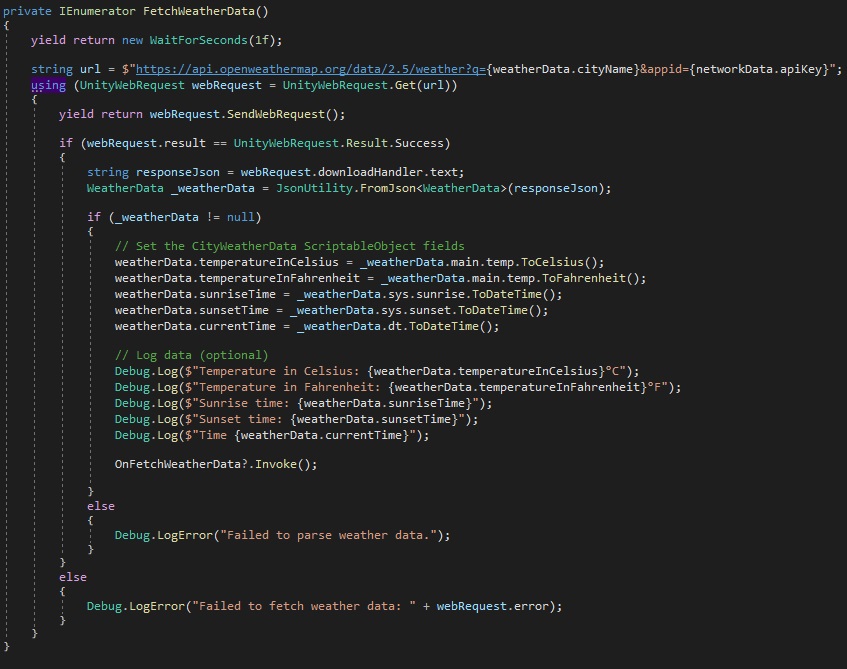 private IEnumerator FetchWeatherData()
{
    yield return new WaitForSeconds(1f);
    string url = $"https://api.openweathermap.org/data/2.5/weather?q={weatherData.cityName}&appid={networkData.apiKey}";
    using (UnityWebRequest webRequest = UnityWebRequest.Get(url))
    {
        yield return webRequest.SendWebRequest();
        if (webRequest.result == UnityWebRequest.Result.Success)
        {
            string responseJson = webRequest.downloadHandler.text;
            WeatherData _weatherData = JsonUtility.FromJson<WeatherData>(responseJson);
            if (_weatherData != null)
            {
                // Set the CityWeatherData ScriptableObject fields
                weatherData.temperatureInCelsius = _weatherData.main.temp.ToCelsius();
                weatherData.temperatureInFahrenheit = _weatherData.main.temp.ToFahrenheit();
                weatherData.sunriseTime = _weatherData.sys.sunrise.ToDateTime();
                weatherData.sunsetTime = _weatherData.sys.sunset.ToDateTime();
                weatherData.currentTime = _weatherData.dt.ToDateTime();
                // Log data (optional)
                Debug.Log($"Temperature in Celsius: {weatherData.temperatureInCelsius}°C");
                Debug.Log($"Temperature in Fahrenheit: {weatherData.temperatureInFahrenheit}°F");
                Debug.Log($"Sunrise time: {weatherData.sunriseTime}");
                Debug.Log($"Sunset time: {weatherData.sunsetTime}");
                Debug.Log($"Time {weatherData.currentTime}");
                OnFetchWeatherData?.Invoke();
            }
            else
            {
                Debug.LogError("Failed to parse weather data.");
            }
        }
        else
        {
            Debug.LogError("Failed to fetch weather data: " + webRequest.error);
        }
    }
}